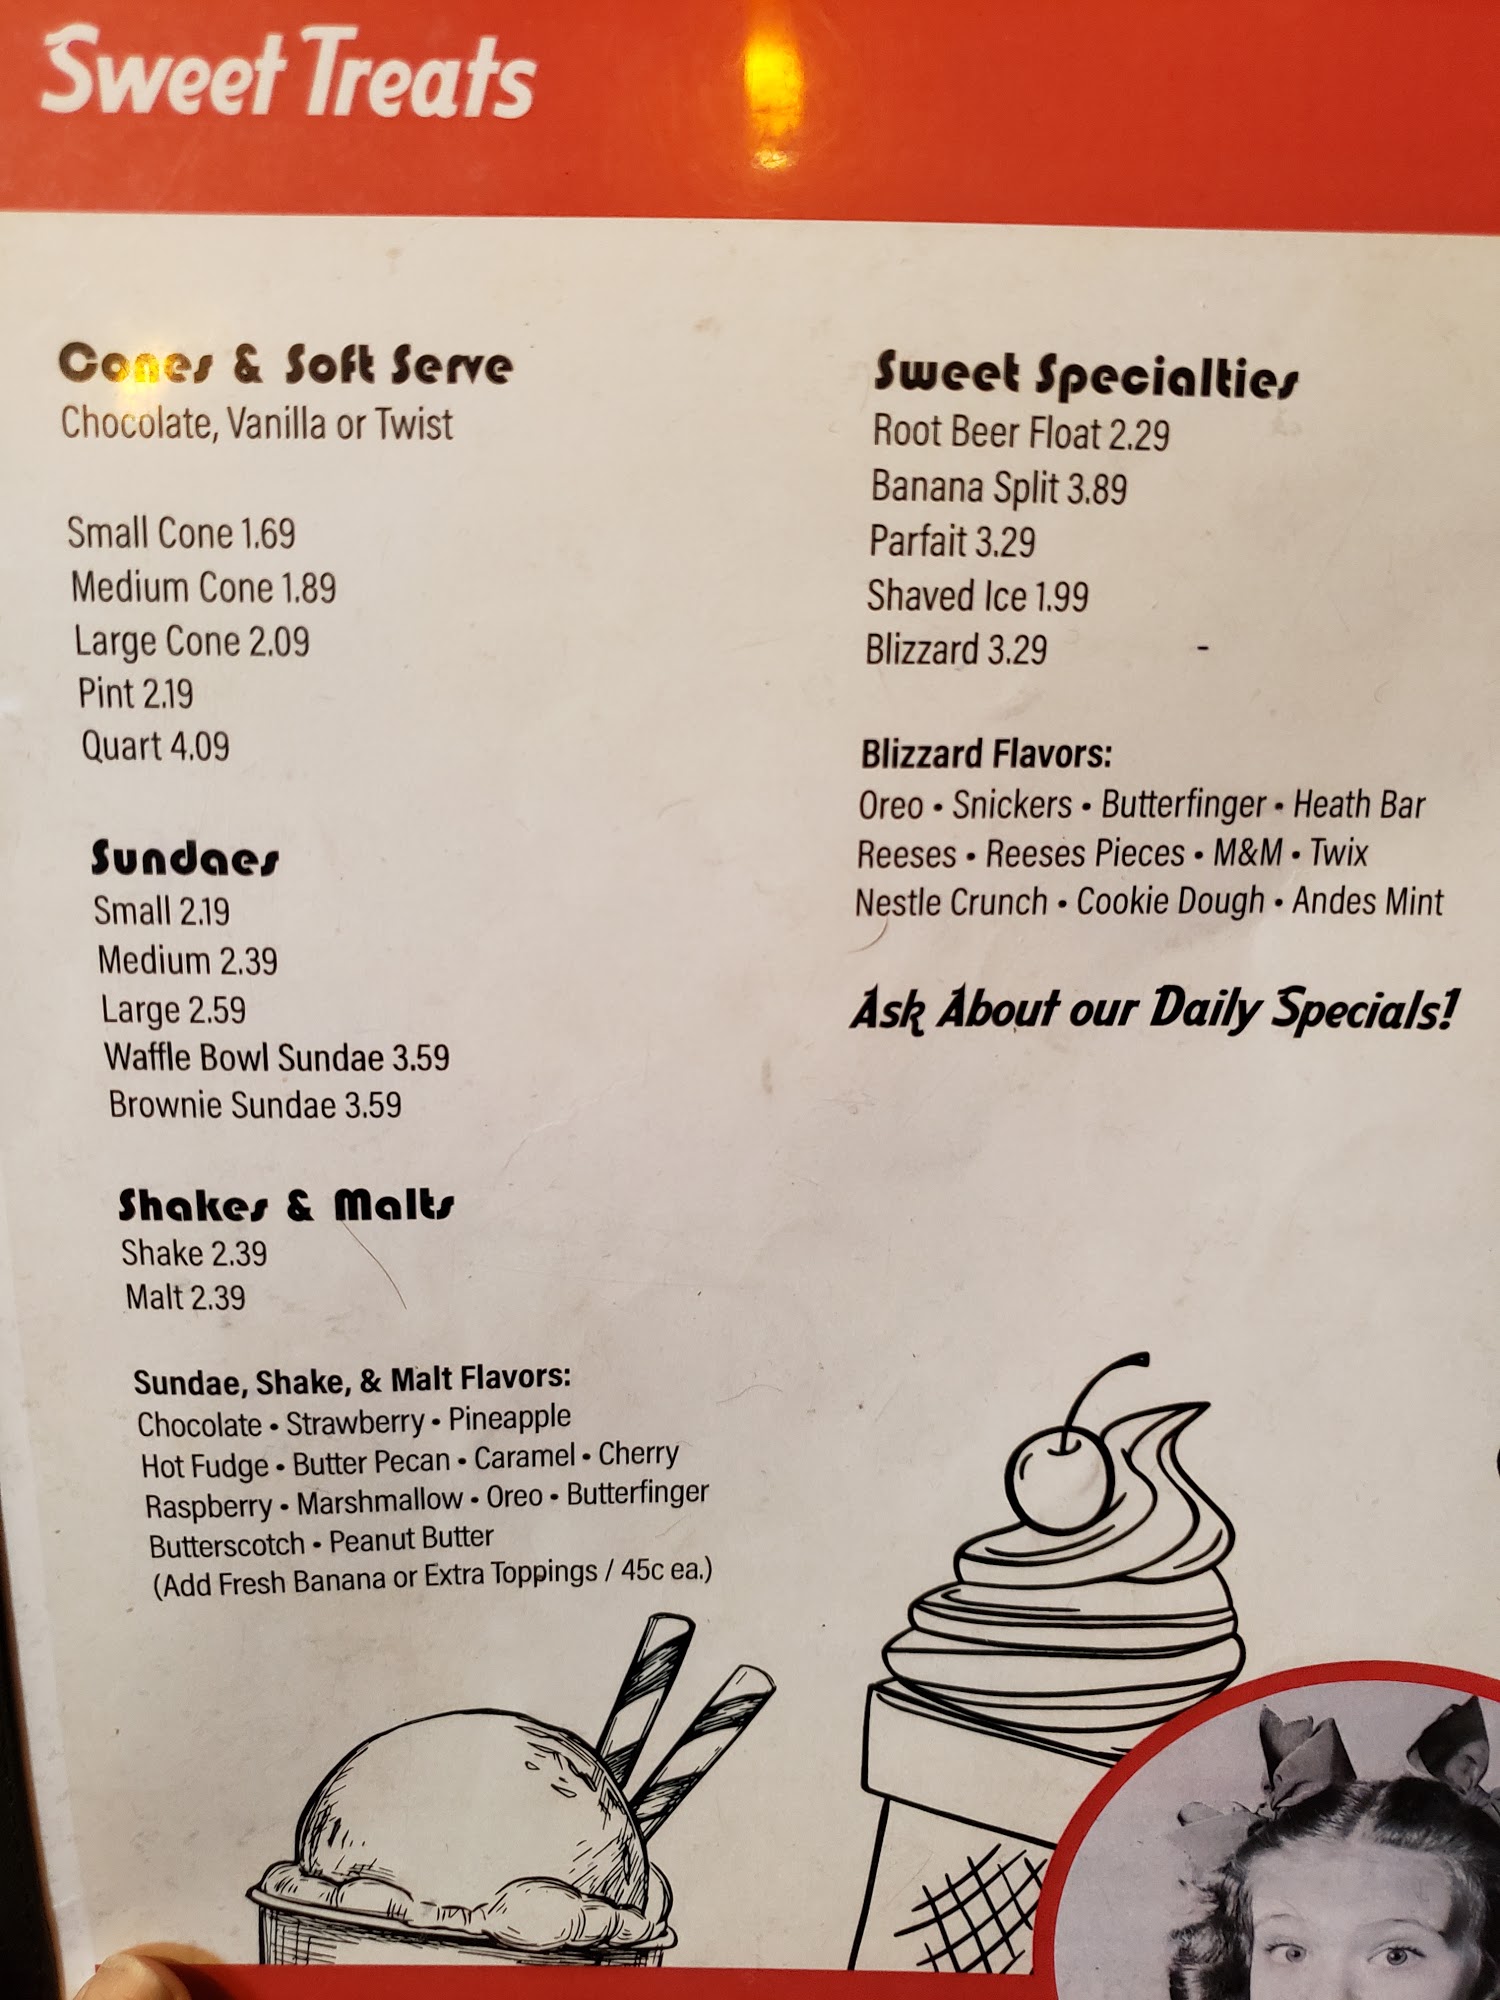 Sweet Treats
Cones & Soft Serve
Chocolate, Vanilla or Twist
Small Cone 1.69
Medium Cone 1.89
Large Cone 2.09
Pint 2.19
Quart 4.09
Sundaes
Small 2.19
Medium 2.39
Large 2.59
Waffle Bowl Sundae 3.59
Brownie Sundae 3.59
Shakes & Malts
Shake 2.39
Malt 2.39
Sundae, Shake, & Malt Flavors:
Chocolate • Strawberry • Pineapple
Hot Fudge • Butter Pecan • Caramel • Cherry
Raspberry • Marshmallow • Oreo • Butterfinger
Butterscotch • Peanut Butter
(Add Fresh Banana or Extra Toppings / 45c ea.)
Sweet Specialties
Root Beer Float 2.29
Banana Split 3.89
Parfait 3.29
Shaved Ice 1.99
Blizzard 3.29 -
Blizzard Flavors:
Oreo • Snickers • Butterfinger • Heath Bar
Reeses • Reeses Pieces • M&M • Twix
Nestle Crunch • Cookie Dough • Andes Mint
Ask About our Daily Specials!